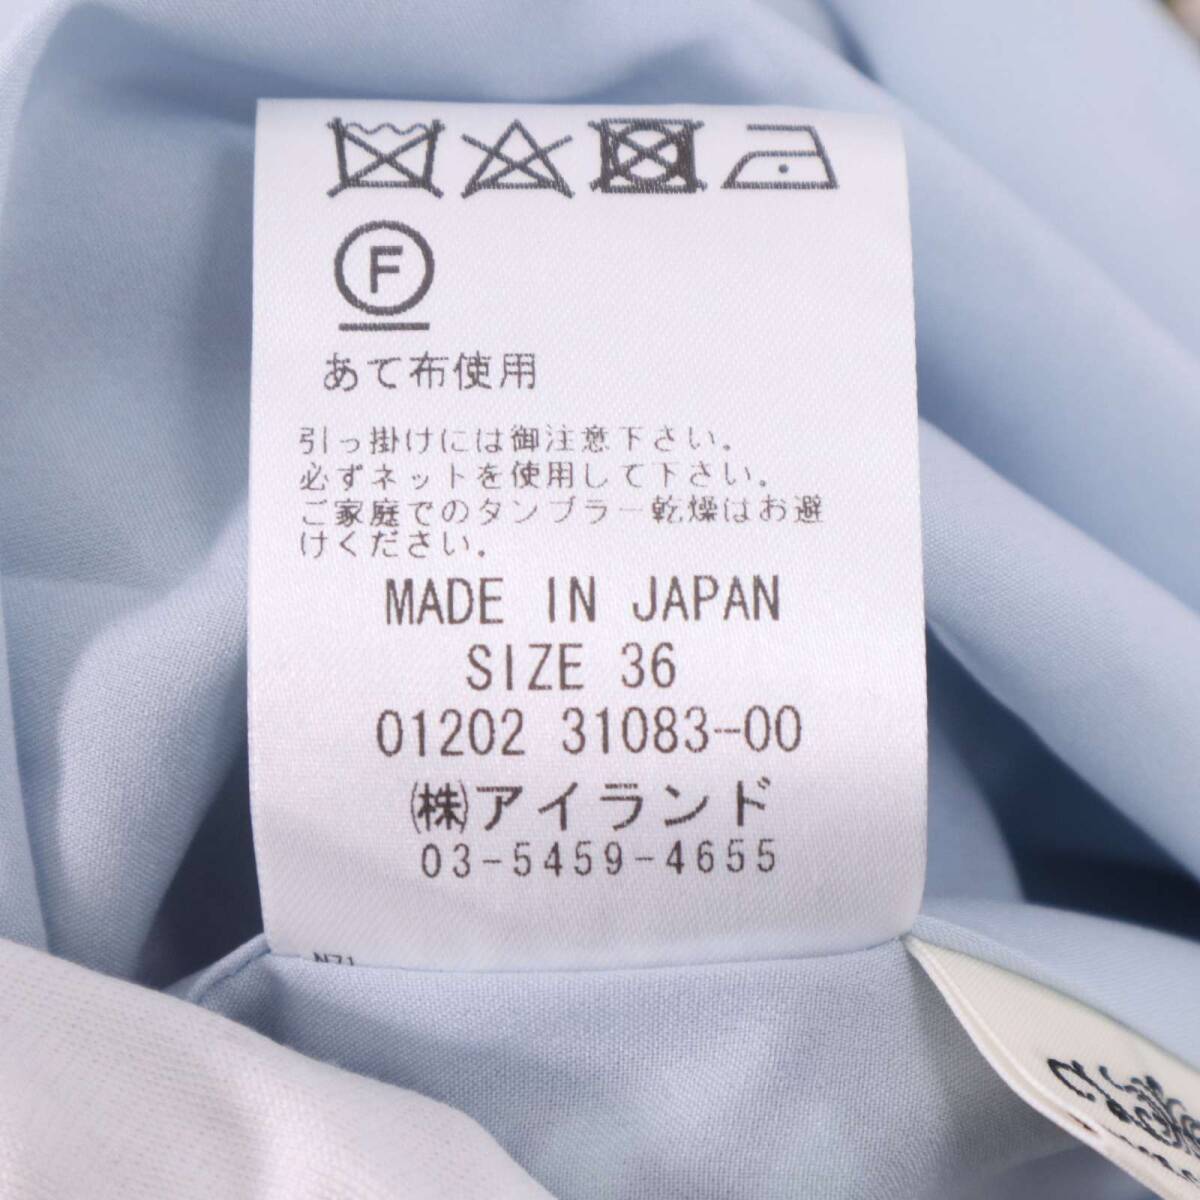 F
あて布使用
引っ掛けには御注意下さい。
必ずネットを使用して下さい。
ご家庭でのタンブラー乾燥はお避
けください。
MADE IN JAPAN
SIZE 36
01202 31083-00
㈱アイランド
03-5459-4655
N71